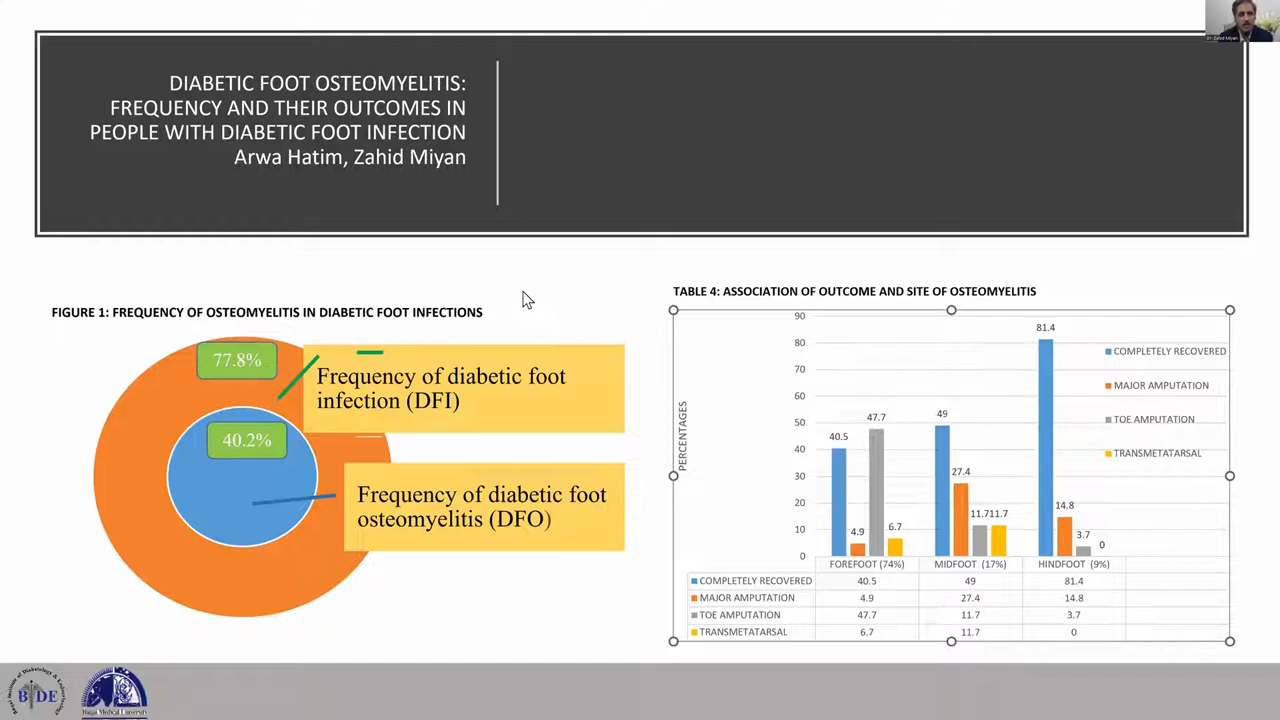 Dr. Zahid Miyan
DIABETIC FOOT OSTEOMYELITIS:
FREQUENCY AND THEIR OUTCOMES IN
PEOPLE WITH DIABETIC FOOT INFECTION
Arwa Hatim, Zahid Miyan
FIGURE 1: FREQUENCY OF OSTEOMYELITIS IN DIABETIC FOOT INFECTIONS
77.8%
Frequency of diabetic foot
infection (DFI)
40.2%
Frequency of diabetic foot
osteomyelitis (DFO)
TABLE 4: ASSOCIATION OF OUTCOME AND SITE OF OSTEOMYELITIS
PERCENTAGES
90
80
70
60
50
40
30
20
10
0
40.5
4.9
47.7
6.7
49
27.4
11.7
11.7
81.4
14.8
3.7
0
COMPLETELY RECOVERED
MAJOR AMPUTATION
TOE AMPUTATION
TRANSMETATARSAL
FOREFOOT (74%) MIDFOOT (17%) HINDFOOT (9%)
COMPLETELY RECOVERED 40.5 49 81.4
MAJOR AMPUTATION 4.9 27.4 14.8
TOE AMPUTATION 47.7 11.7 3.7
TRANSMETATARSAL 6.7 11.7 0
BIDE
Baqai Medical University